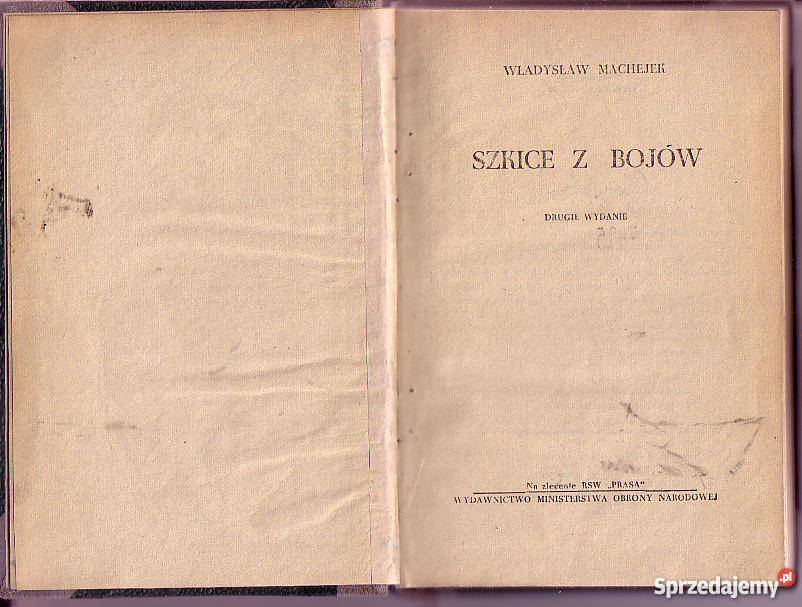 WŁADYSŁAW MACHEJEK
SZKICE Z BOJÓW
DRUGIE WYDANIE
Na zlecenie RSW „PRASA"
WYDAWNICTWO MINISTERSTWA OBRONY NARODOWEJ
Sprzedajemy.pl